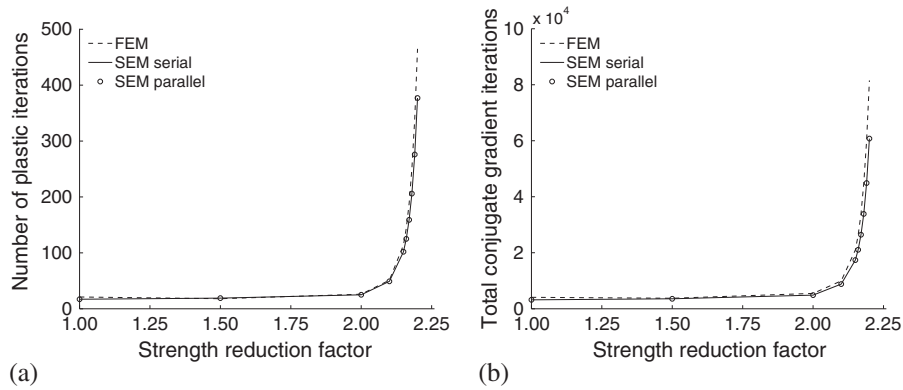 500
400
300
200
100
0
Number of plastic iterations
FEM
SEM serial
SEM parallel
1.00 1.25 1.50 1.75 2.00 2.25
Strength reduction factor
(a)
x 10^4
10
8
6
4
2
0
Total conjugate gradient iterations
FEM
SEM serial
SEM parallel
1.00 1.25 1.50 1.75 2.00 2.25
Strength reduction factor
(b)